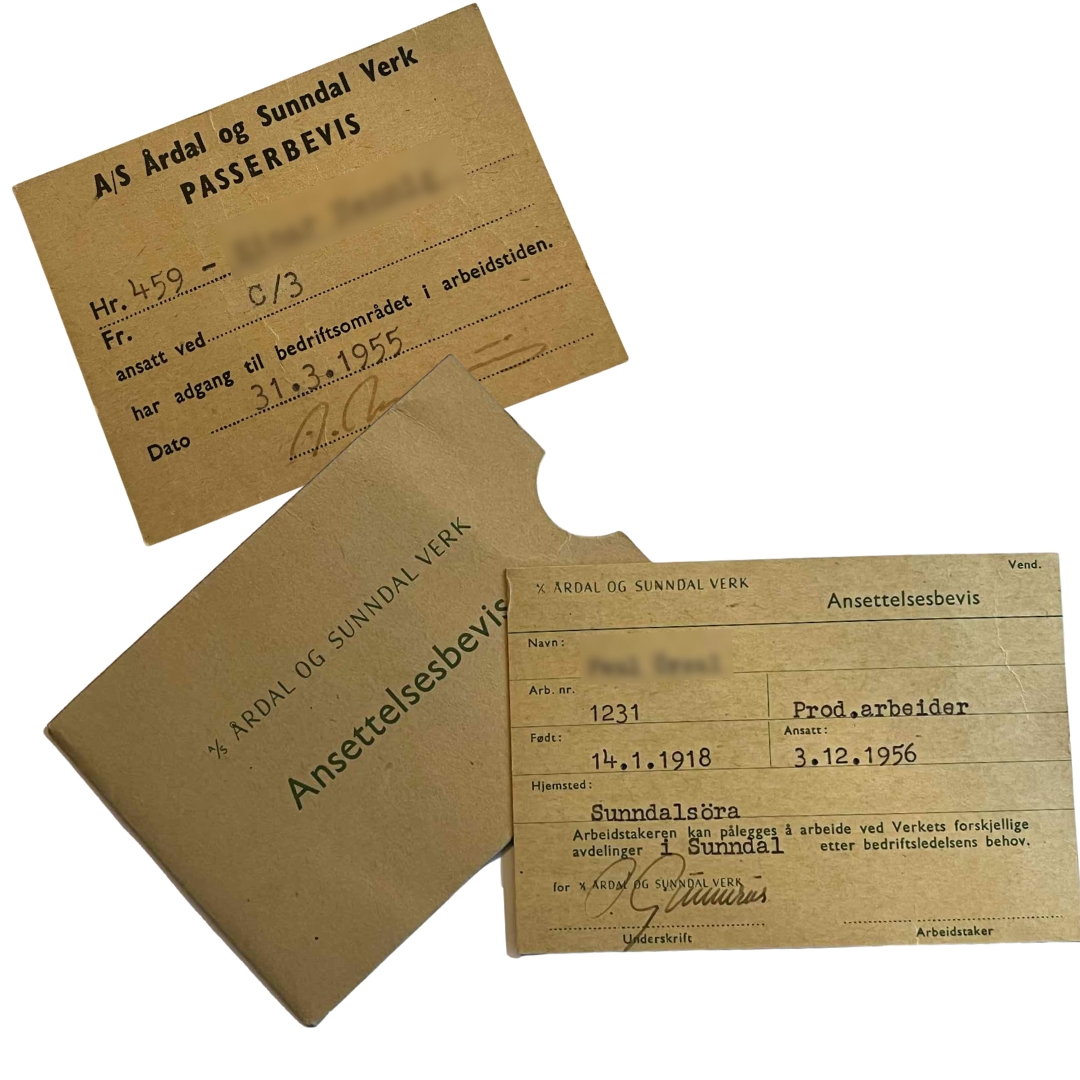 A/S Årdal og Sunndal Verk
PASSERBEVIS
Hr. 459 -
Fr.
ansatt ved C/3
har adgang til bedriftsområdet i arbeidstiden.
Dato 31.3.1955
A/S ÅRDAL OG SUNNDAL VERK
Ansettelsesbevis
Vend.
A/S ÅRDAL OG SUNNDAL VERK
Ansettelsesbevis
Navn:
Arb. nr.
1231 Prod.arbeider
Født: Ansatt:
14.1.1918 3.12.1956
Hjemsted:
Sunndalsöra
Arbeidstakeren kan pålegges å arbeide ved Verkets forskjellige
avdelinger i Sunndal etter bedriftsledelsens behov.
for A/S ÅRDAL OG SUNNDAL VERK
Underskrift Arbeidstaker